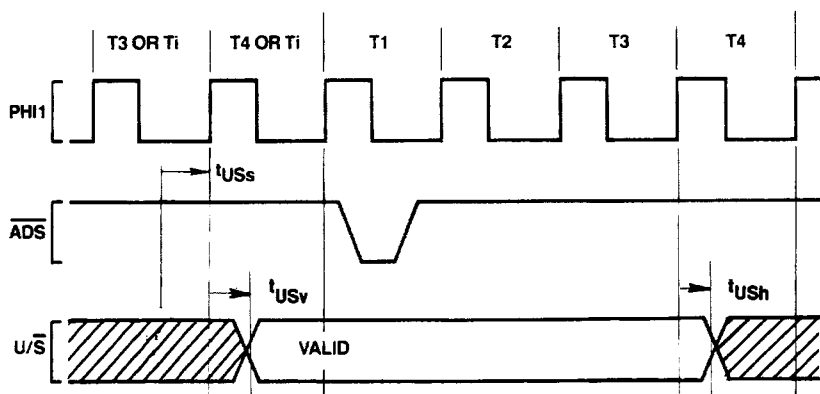 T3 OR Ti T4 OR Ti T1 T2 T3 T4
PHI1
tUSs
ADS
tUSv tUSh
U/S VALID